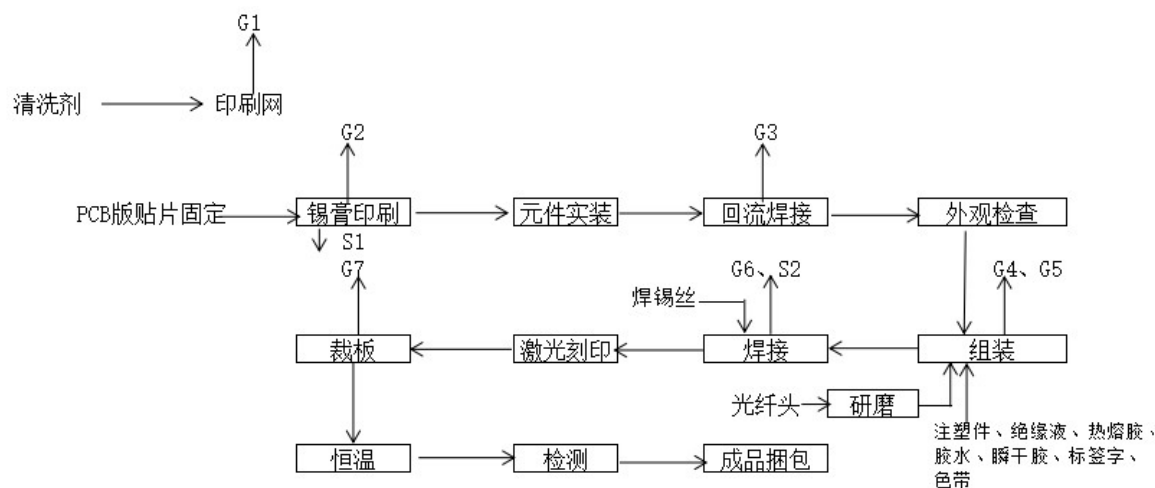 G1
清洗剂 印刷网
G2 G3
PCB版贴片固定 锡膏印刷 元件实装 回流焊接 外观检查
S1
G7 G6、S2 G4、G5
焊锡丝
裁板 激光刻印 焊接 组装
光纤头 研磨
注塑件、绝缘液、热熔胶、
胶水、瞬干胶、标签字、
色带
恒温 检测 成品捆包